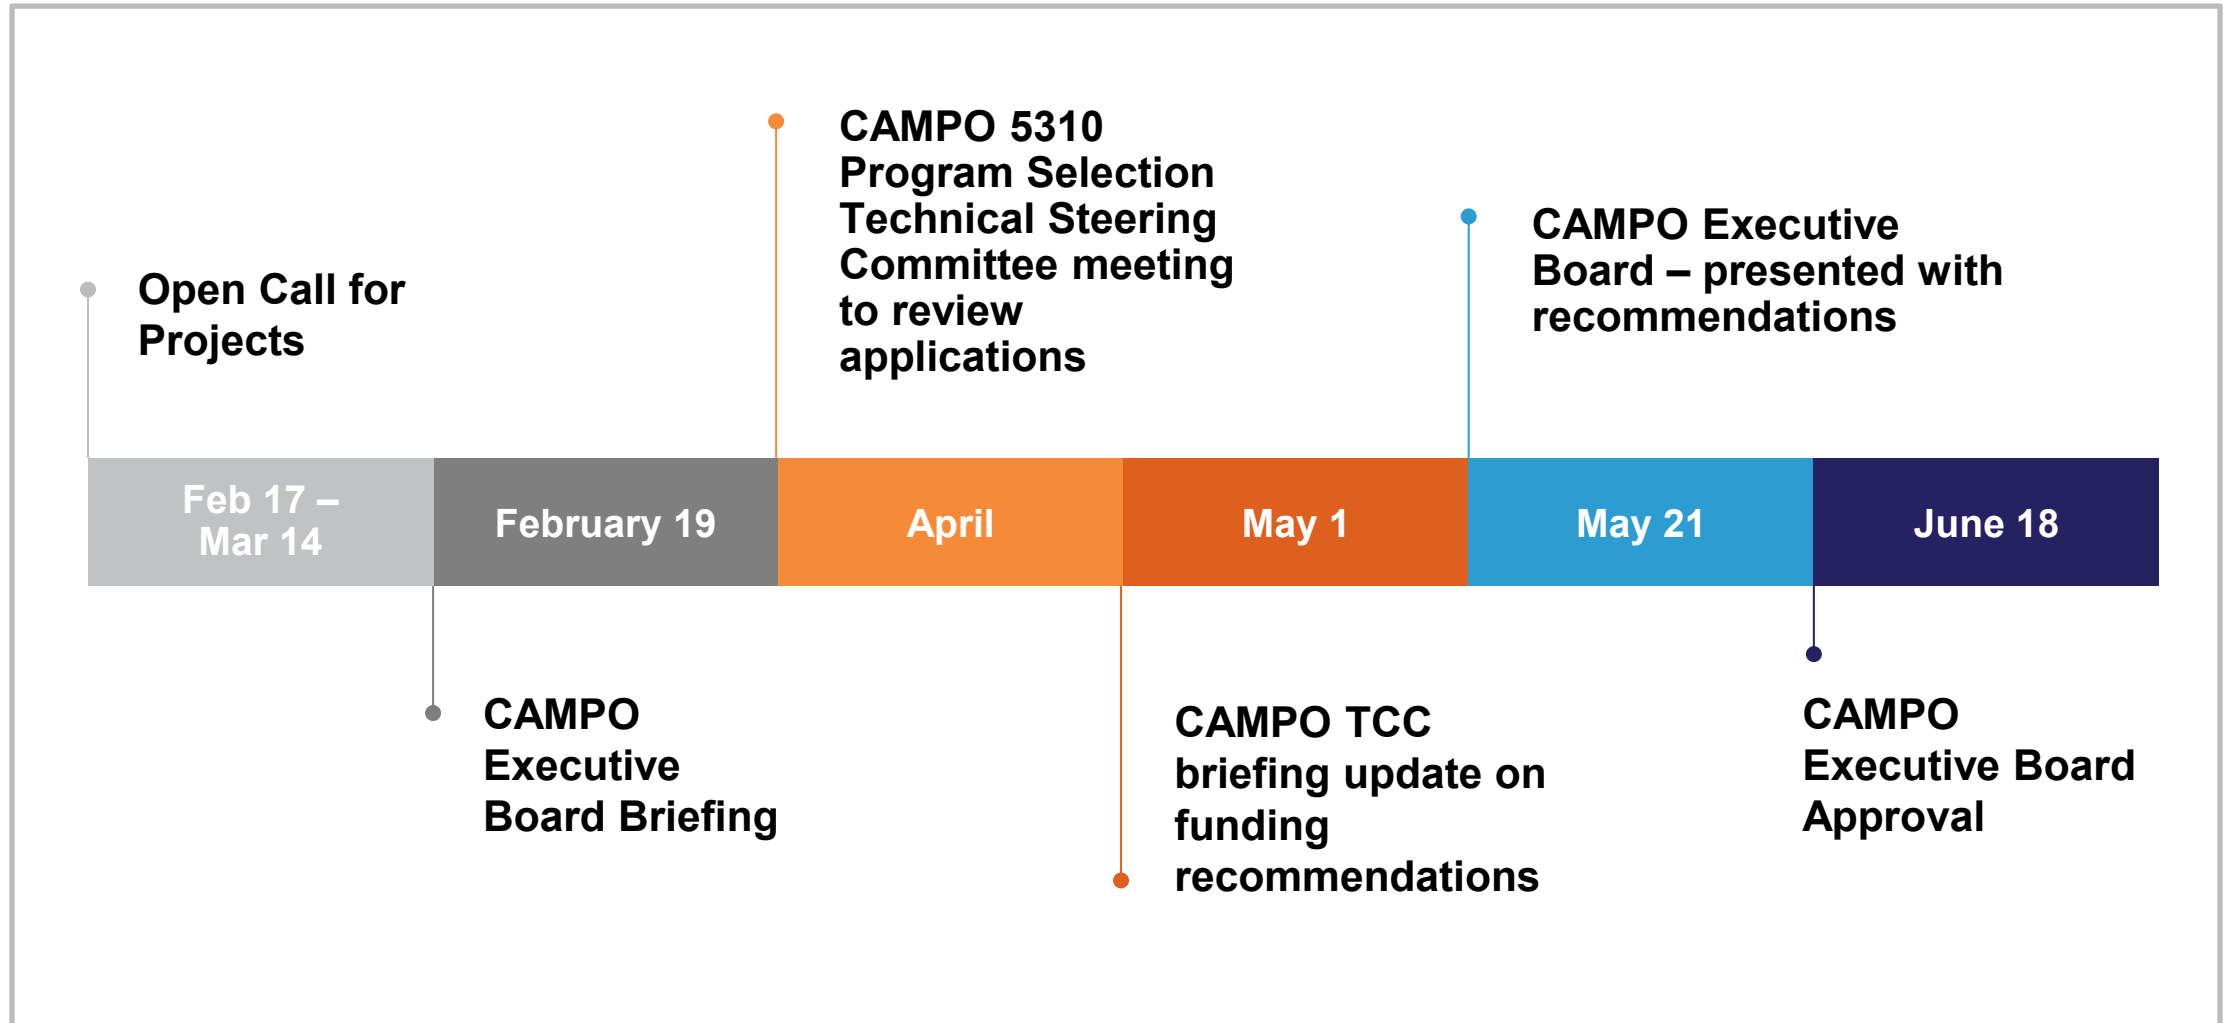 Open Call for
Projects
CAMPO 5310
Program Selection
Technical Steering
Committee meeting
to review
applications
CAMPO Executive
Board – presented with
recommendations
Feb 17 –
Mar 14
February 19
April
May 1
May 21
June 18
CAMPO
Executive
Board Briefing
CAMPO TCC
briefing update on
funding
recommendations
CAMPO
Executive Board
Approval